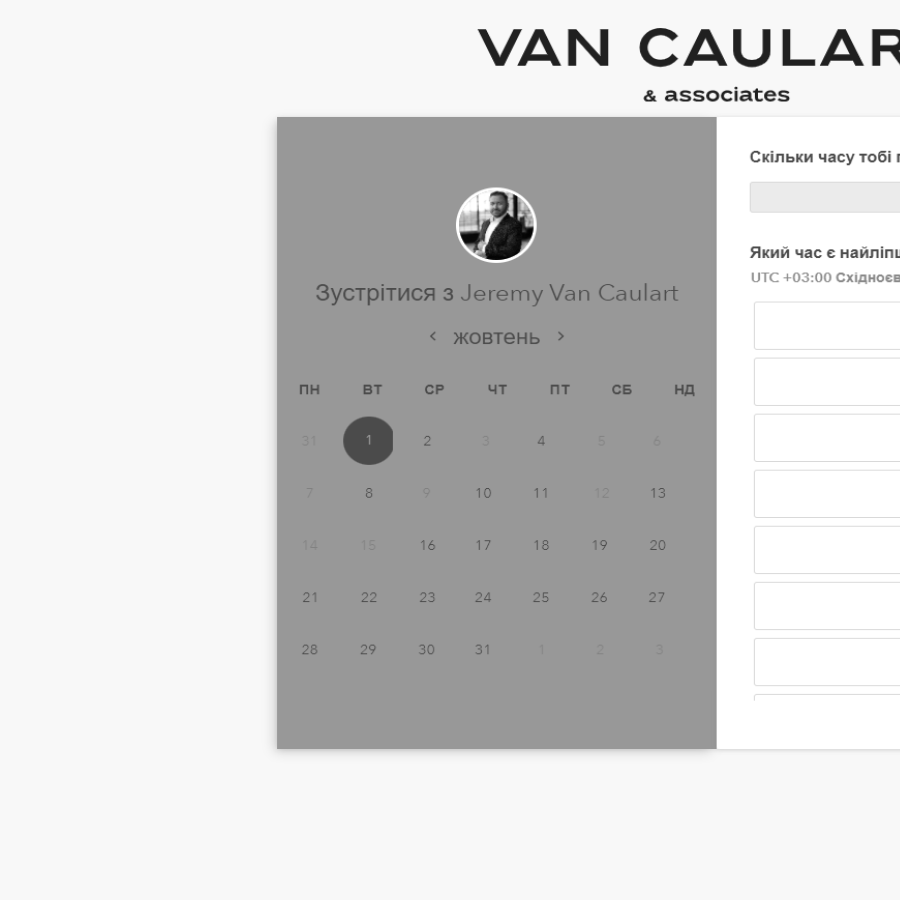 VAN CAULAR
& associates
Зустрітися з Jeremy Van Caulart
жовтень
ПН ВТ СР ЧТ ПТ СБ НД
31 1 2 3 4 5 6
7 8 9 10 11 12 13
14 15 16 17 18 19 20
21 22 23 24 25 26 27
28 29 30 31 1 2 3
Скільки часу тобі
Який час є
UTC +03:00